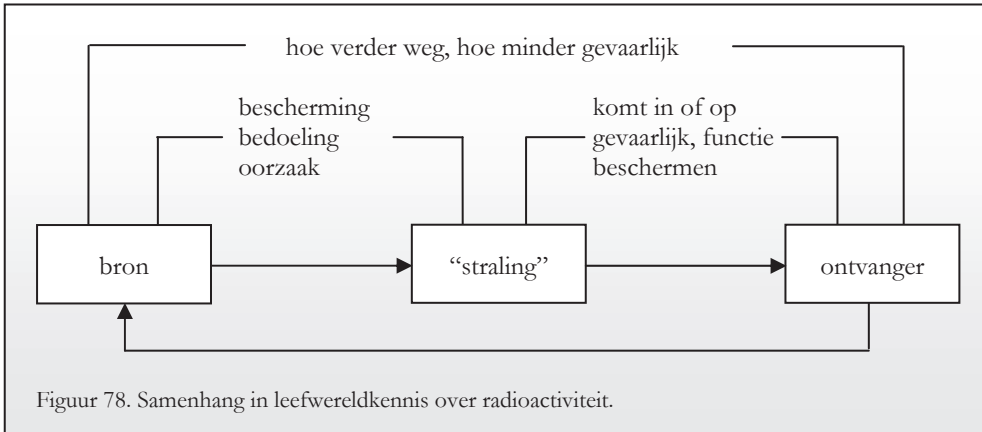 hoe verder weg, hoe minder gevaarlijk
bescherming
bedoeling
oorzaak
komt in of op
gevaarlijk, functie
beschermen
bron
“straling”
ontvanger
Figuur 78. Samenhang in leefwereldkennis over radioactiviteit.